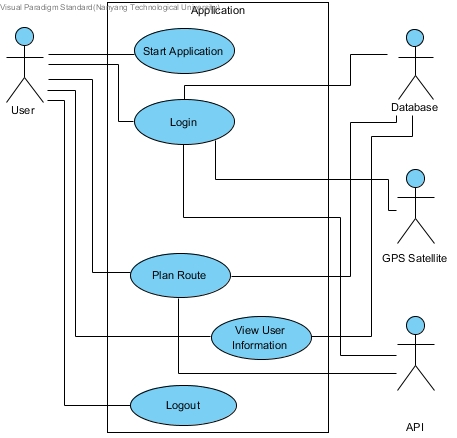 Visual Paradigm Standard(Nanyang Technological University)
Application
Start Application
User
Database
Login
GPS Satellite
Plan Route
View User
Information
Logout
API